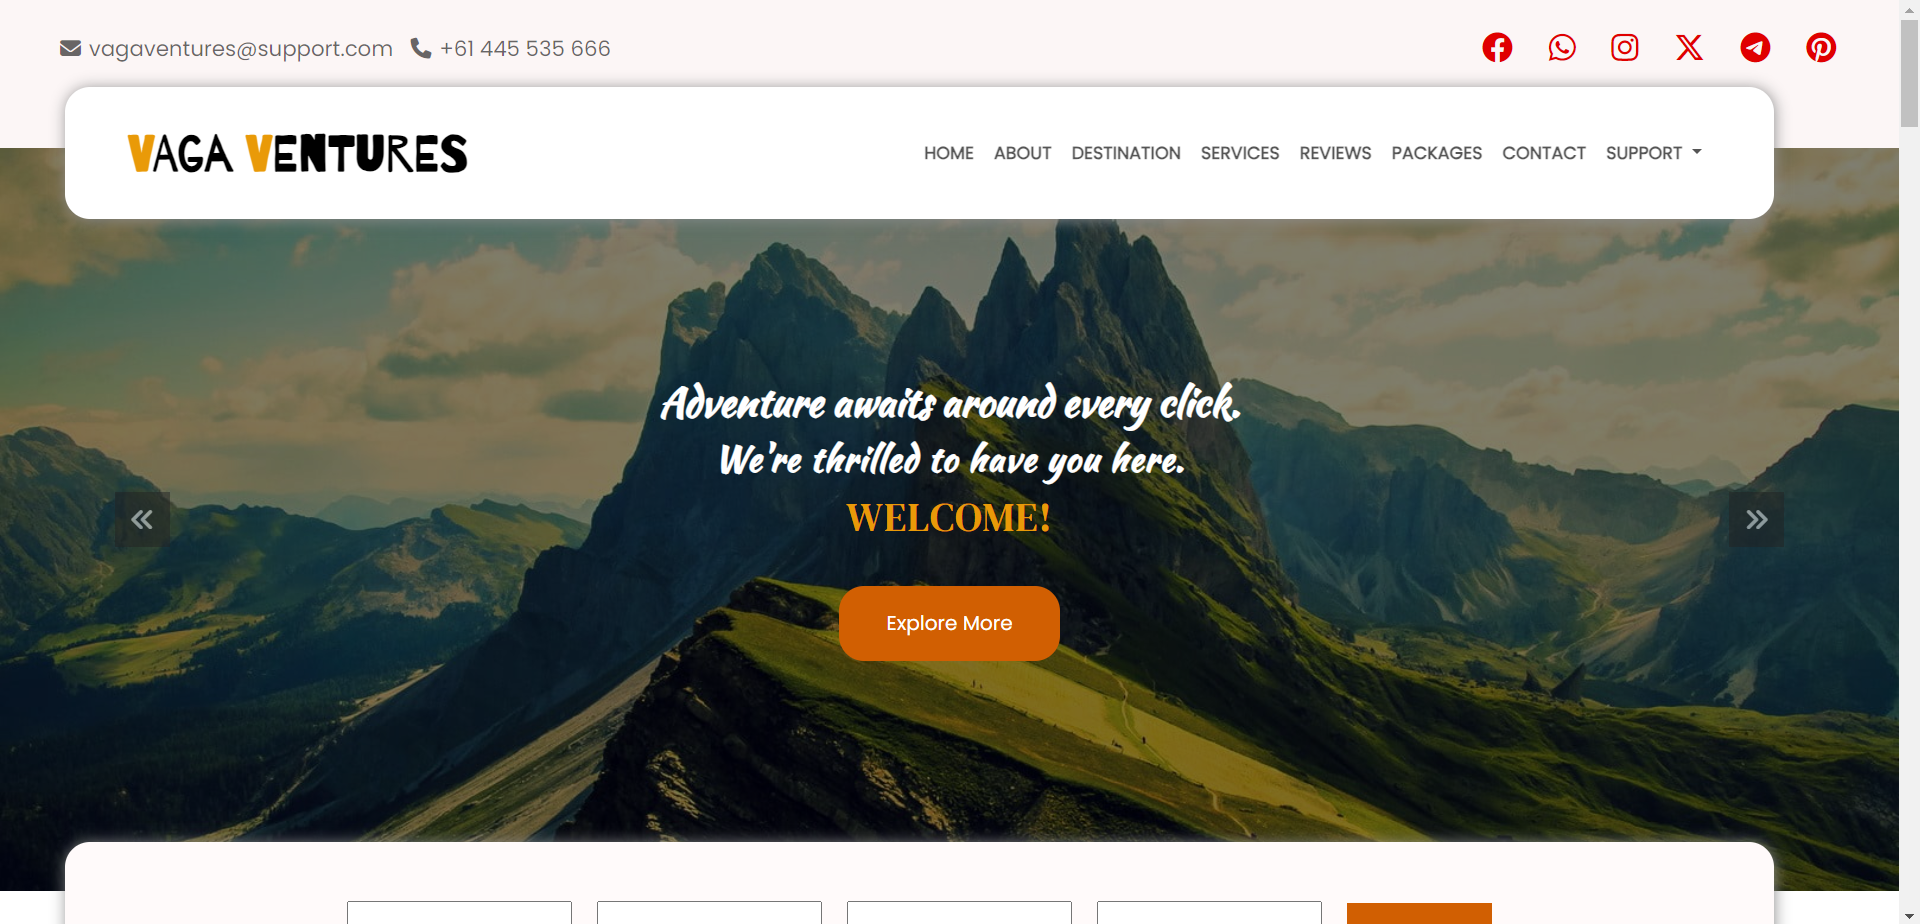 vagaventures@support.com +61 445 535 666
VAGA VENTURES
HOME ABOUT DESTINATION SERVICES REVIEWS PACKAGES CONTACT SUPPORT
Adventure awaits around every click.
We're thrilled to have you here.
WELCOME!
Explore More